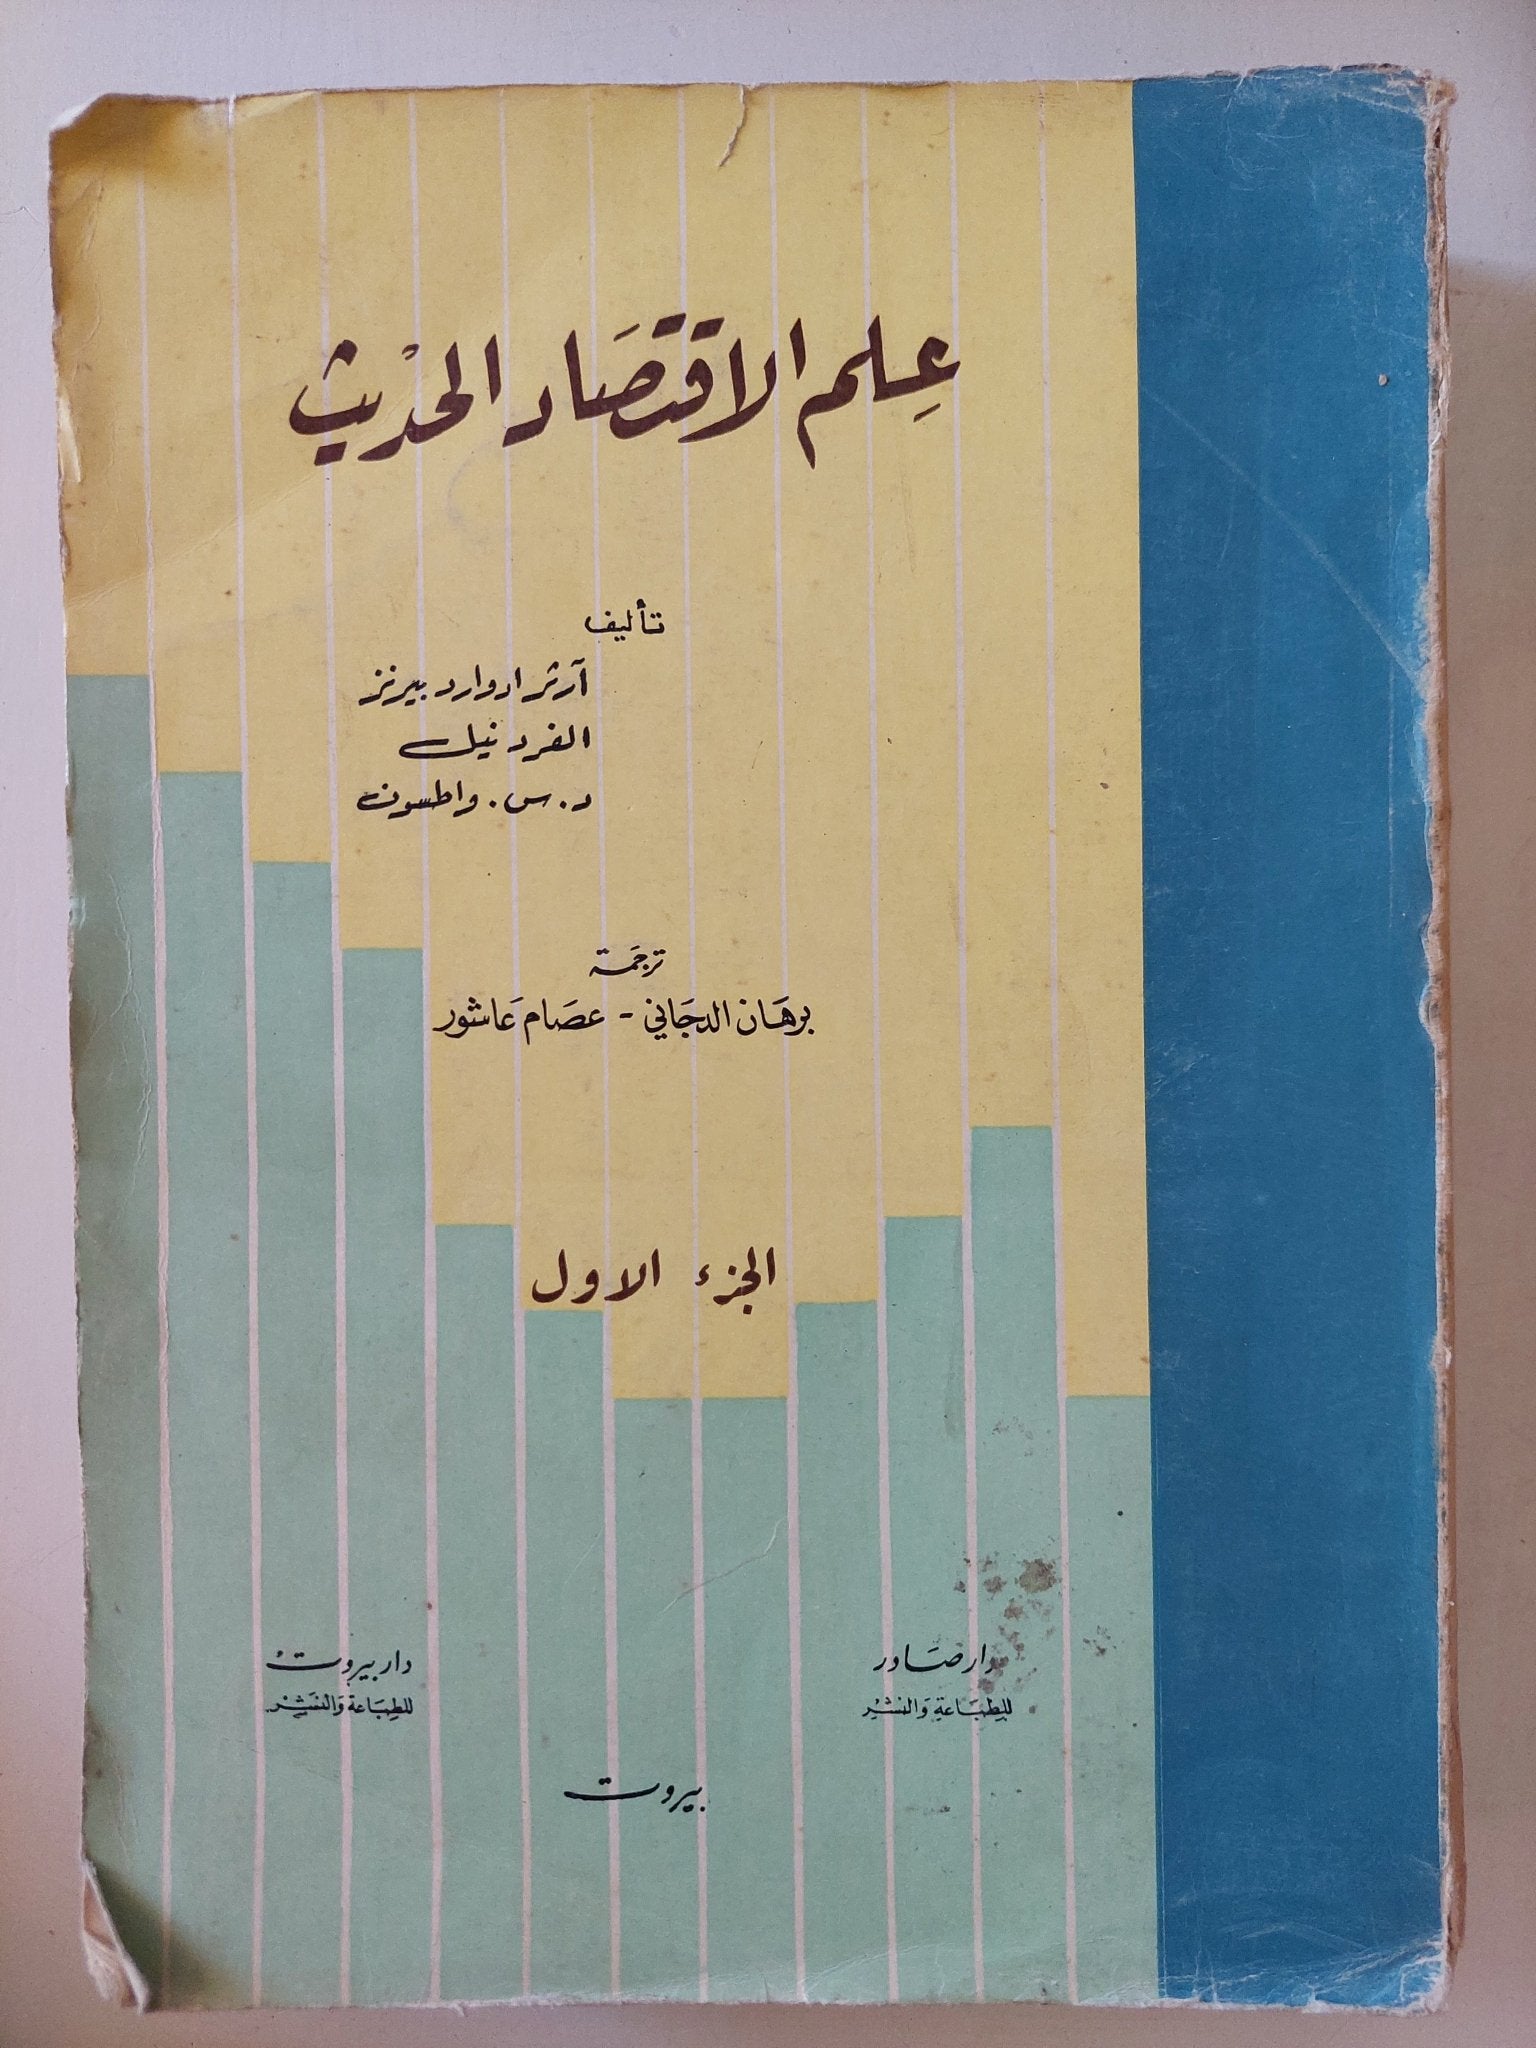 علم الاقتصاد الحديث
تأليف
آرثر ادوارد بيرنز
الفرد نيل
د. س. واطسون
ترجمة
برهان الدجاني - عصام عاشور
الجزء الاول
دار صادر
للطباعة والنشر
دار بيروت
للطباعة والنشر
بيروت